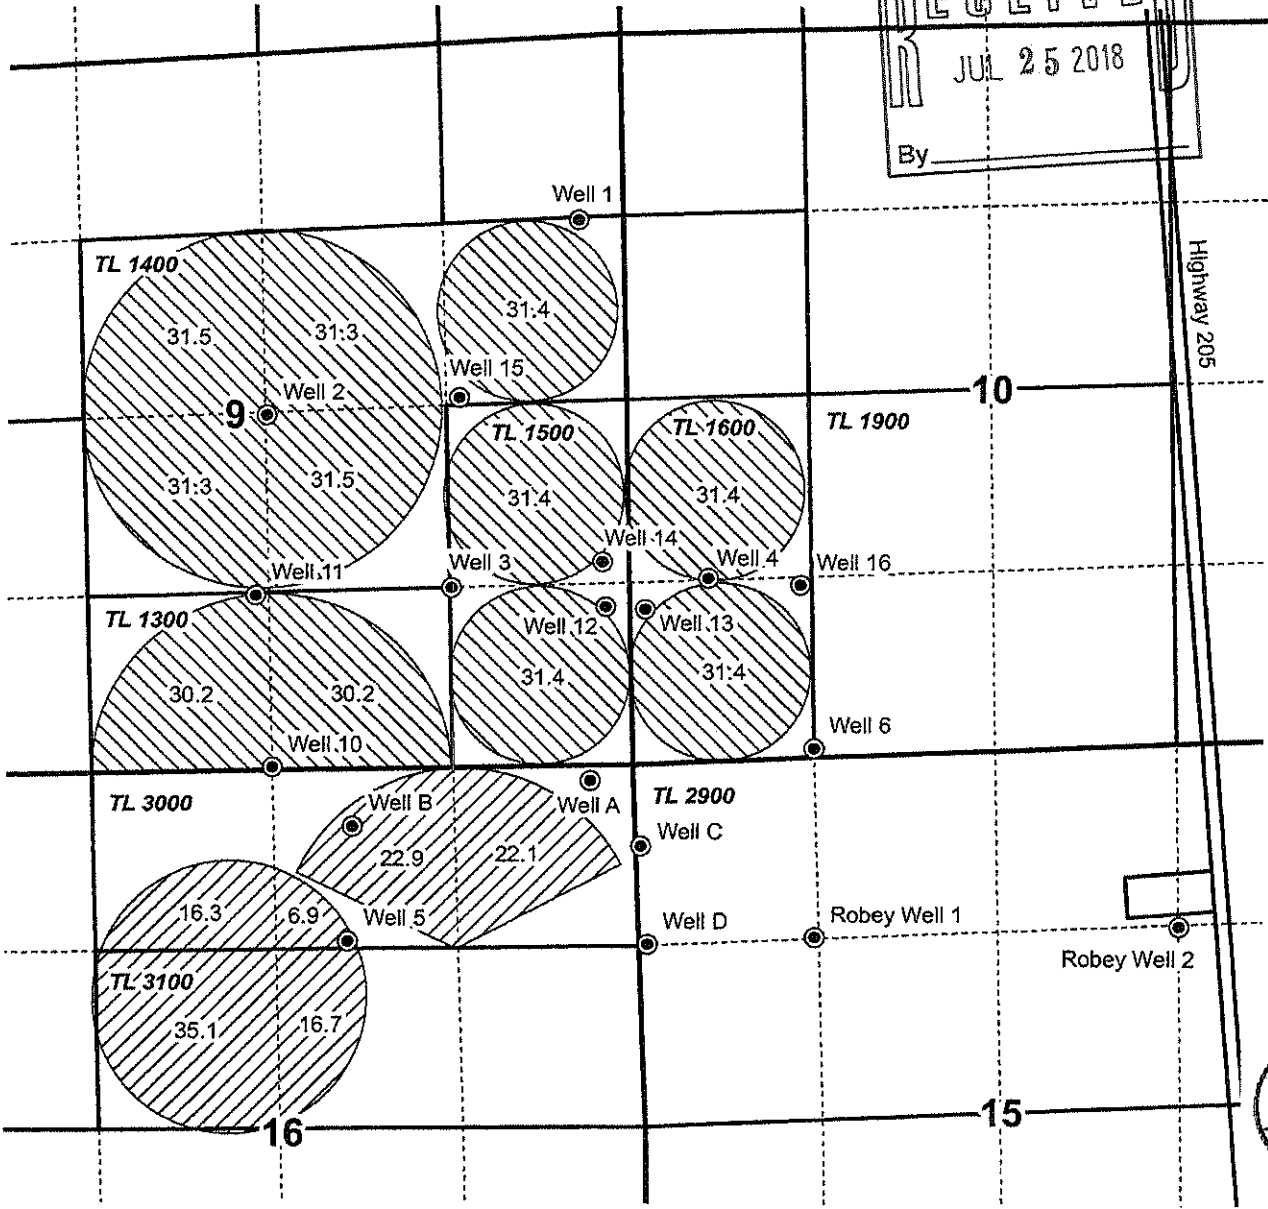 JUL 25 2018
By
Well 1
Highway 205
TL 1400
31.5
31.3
31.4
Well 15
Well 2
9
10
TL 1500
TL 1600
TL 1900
31.3
31.5
31.4
31.4
Well 14
Well 11
Well 3
Well 4
Well 16
TL 1300
Well 12
Well 13
30.2
30.2
31.4
31.4
Well 10
Well 6
TL 3000
Well B
Well A
TL 2900
Well C
22.9
22.1
16.3
6.9
Well 5
Well D
Robey Well 1
Robey Well 2
TL 3100
35.1
16.7
16
15